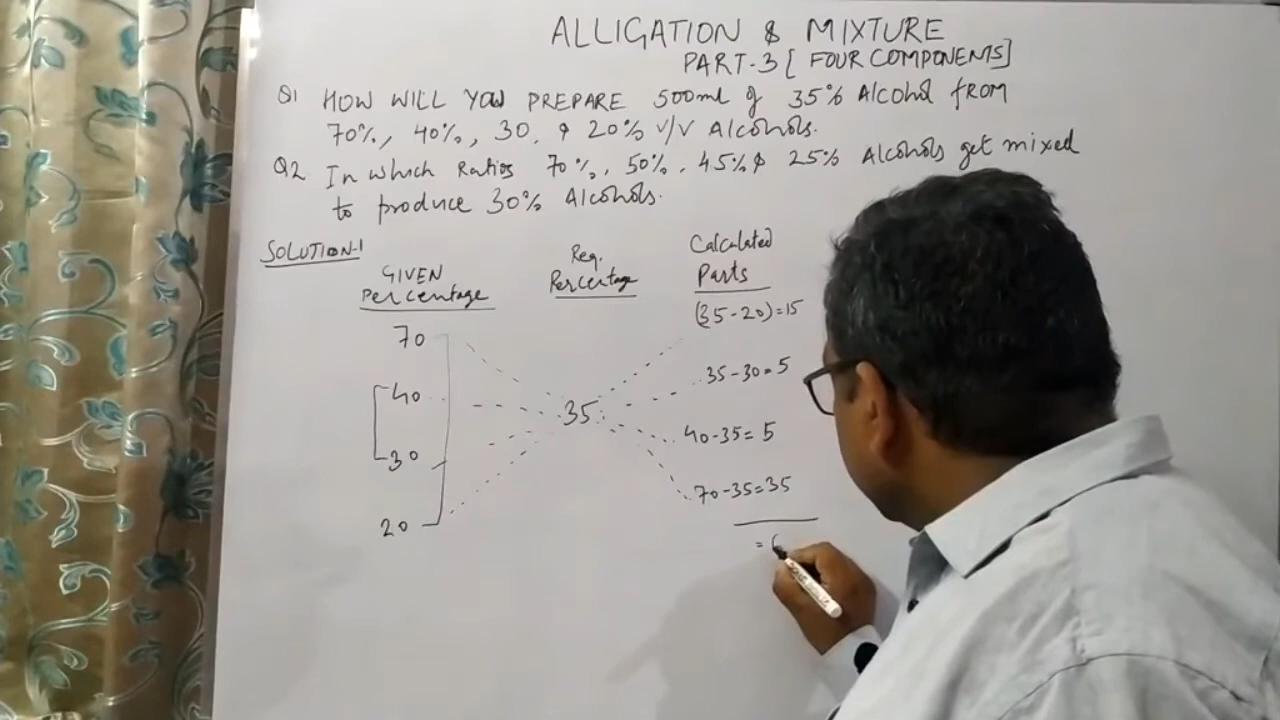 ALLIGATION & MIXTURE
PART-3 [ FOUR COMPONENTS]
Q1 HOW WILL YOU PREPARE 500ml of 35% Alcohol FROM
70%, 40%, 30, & 20% V/V Alcohols.
Q2 In which Ratios 70%, 50%, 45% & 25% Alcohols get mixed
to produce 30% Alcohols.
SOLUTION-1
GIVEN Percentage
Req. Percentage
Calculated Parts
70
(35-20)=15
40
35-30=5
35
30
40-35=5
20
70-35=35
= 6